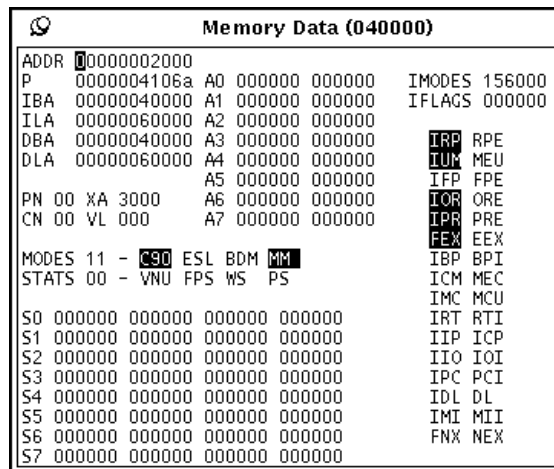 Memory Data (040000)
ADDR 00000002000
P 0000004106a A0 000000 000000 IMODES 156000
IBA 00000040000 A1 000000 000000 IFLAGS 000000
ILA 00000060000 A2 000000 000000
DBA 00000040000 A3 000000 000000 IRP RPE
DLA 00000060000 A4 000000 000000 IUM MEU
A5 000000 000000 IFP FPE
PN 00 XA 3000 A6 000000 000000 IOR ORE
CN 00 VL 000 A7 000000 000000 IPR PRE
FEX EEX
MODES 11 - C90 ESL BDM MM IBP BPI
STATS 00 - VNU FPS WS PS ICM MEC
IMC MCU
S0 000000 000000 000000 000000 IRT RTI
S1 000000 000000 000000 000000 IIP ICP
S2 000000 000000 000000 000000 IIO IOI
S3 000000 000000 000000 000000 IPC PCI
S4 000000 000000 000000 000000 IDL DL
S5 000000 000000 000000 000000 IMI MII
S6 000000 000000 000000 000000 FNX NEX
S7 000000 000000 000000 000000